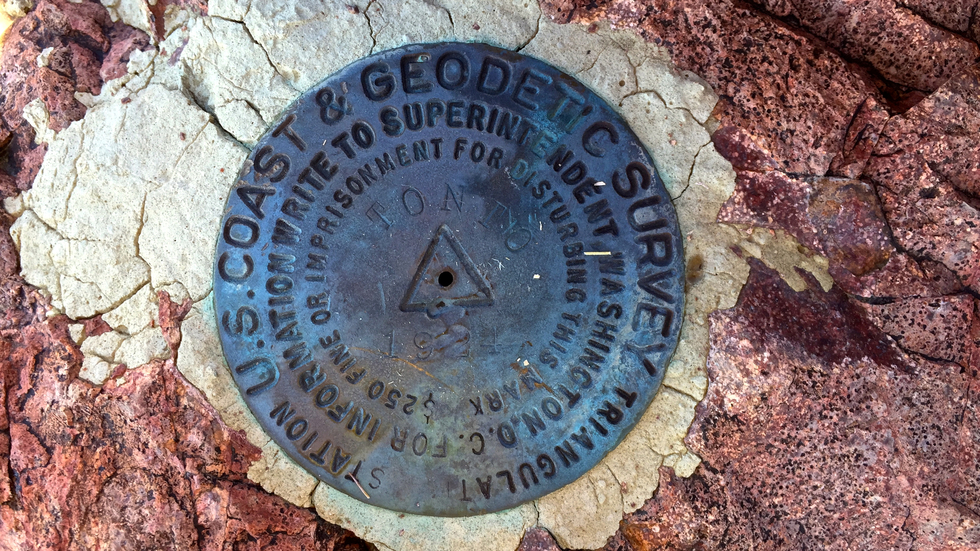 U.S. COAST & GEODETIC SURVEY
TRIANGULATION STATION
FOR INFORMATION WRITE TO SUPERINTENDENT WASHINGTON, D.C.
$250 FINE OR IMPRISONMENT FOR DISTURBING THIS MARK
TONTO